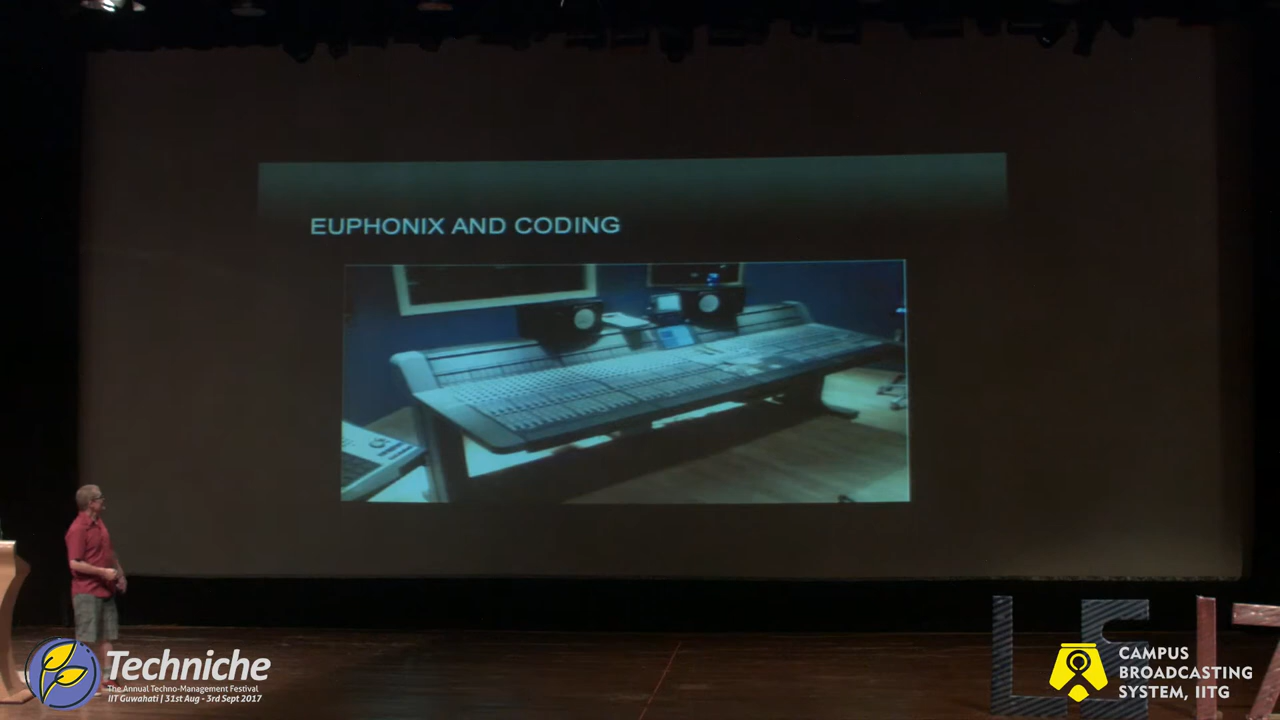 EUPHONIX AND CODING
Techniche
The Annual Techno-Management Festival
IIT Guwahati | 31st Aug - 3rd Sept 2017
LE17
CAMPUS
BROADCASTING
SYSTEM, IITG